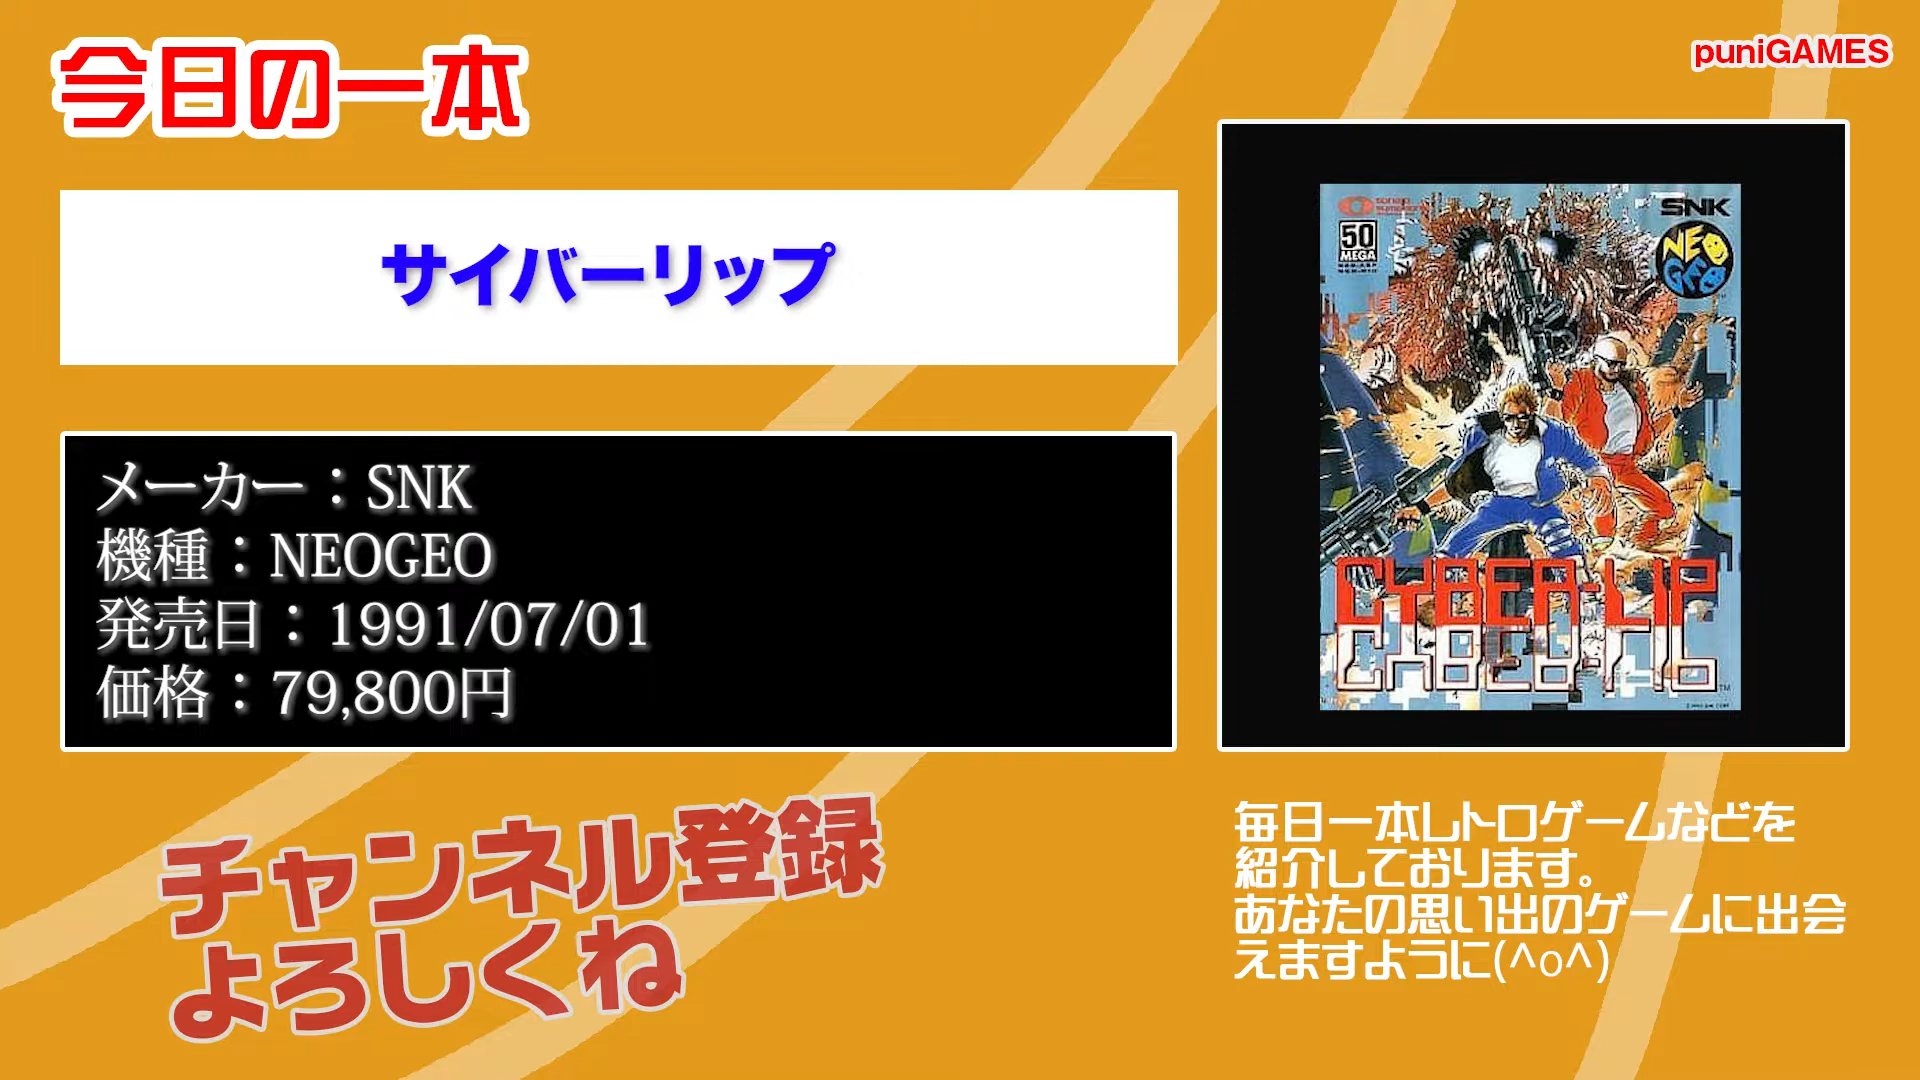 今日の一本
puniGAMES
サイバーリップ
メーカー：SNK
機種：NEOGEO
発売日：1991/07/01
価格：79,800円
SNK
50
MEGA
NEO
GEO
CYBER-LIP
TM
チャンネル登録
よろしくね
毎日一本レトロゲームなどを
紹介しております。
あなたの思い出のゲームに出会
えますように(^o^)